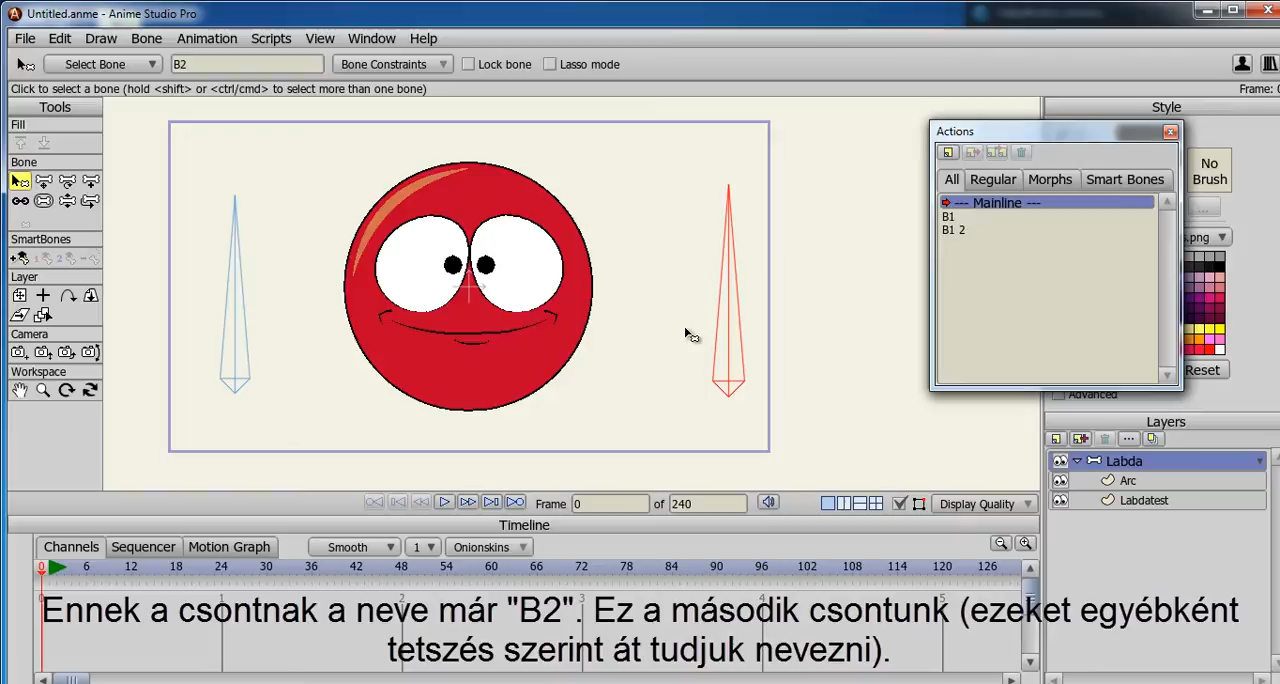 Untitled.anme - Anime Studio Pro
File Edit Draw Bone Animation Scripts View Window Help
Select Bone B2 Bone Constraints Lock bone Lasso mode
Click to select a bone (hold <shift> or <ctrl/cmd> to select more than one bone) Frame: 0
Tools
Fill
Bone
SmartBones
Layer
Camera
Workspace
Actions
All Regular Morphs Smart Bones
--- Mainline ---
B1
B1 2
Style
No
Brush
s.png
Reset
Advanced
Layers
Labda
Arc
Labdatest
Frame 0 of 240 Display Quality
Timeline
Channels Sequencer Motion Graph Smooth 1 Onionskins
0 6 12 18 24 30 36 42 48 54 60 66 72 78 84 90 96 102 108 114 120 126
Ennek a csontnak a neve már "B2". Ez a második csontunk (ezeket egyébként
tetszés szerint át tudjuk nevezni).